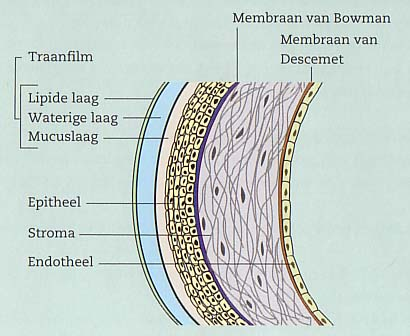 Membraan van Bowman
Membraan van
Descemet
Traanfilm
Lipide laag
Waterige laag
Mucuslaag
Epitheel
Stroma
Endotheel